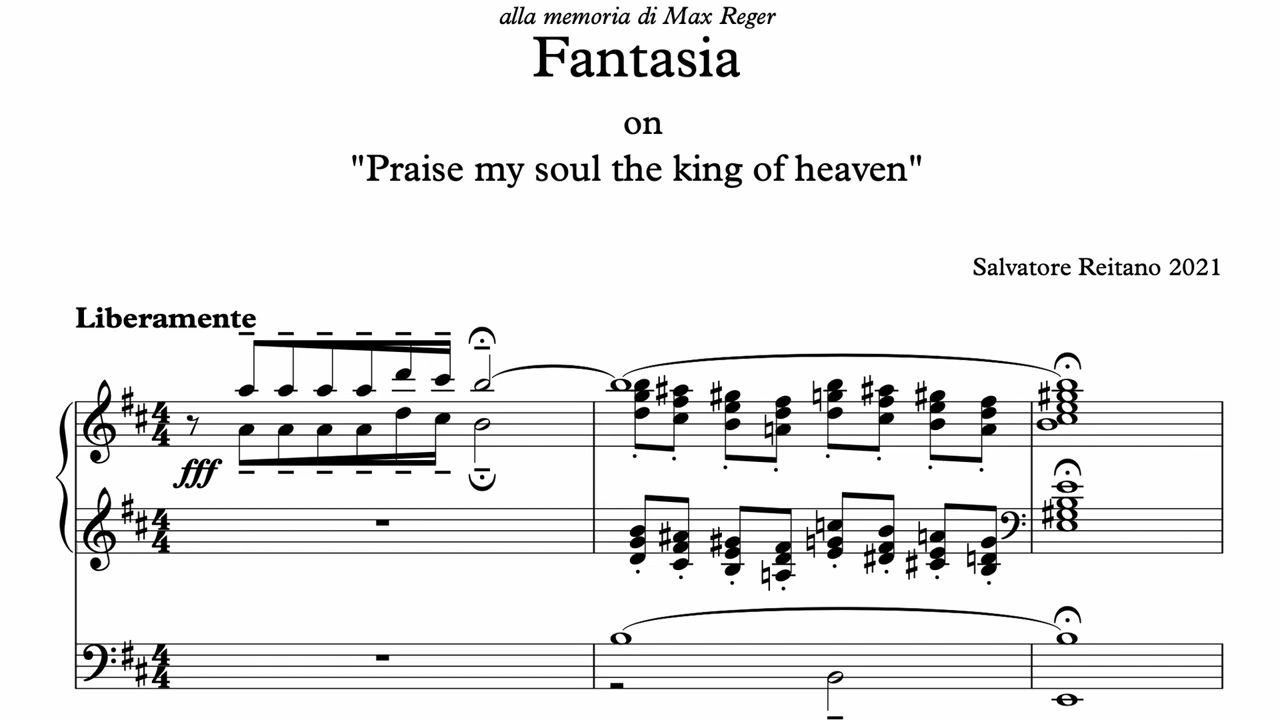 alla memoria di Max Reger
Fantasia
on
"Praise my soul the king of heaven"
Salvatore Reitano 2021
Liberamente
fff